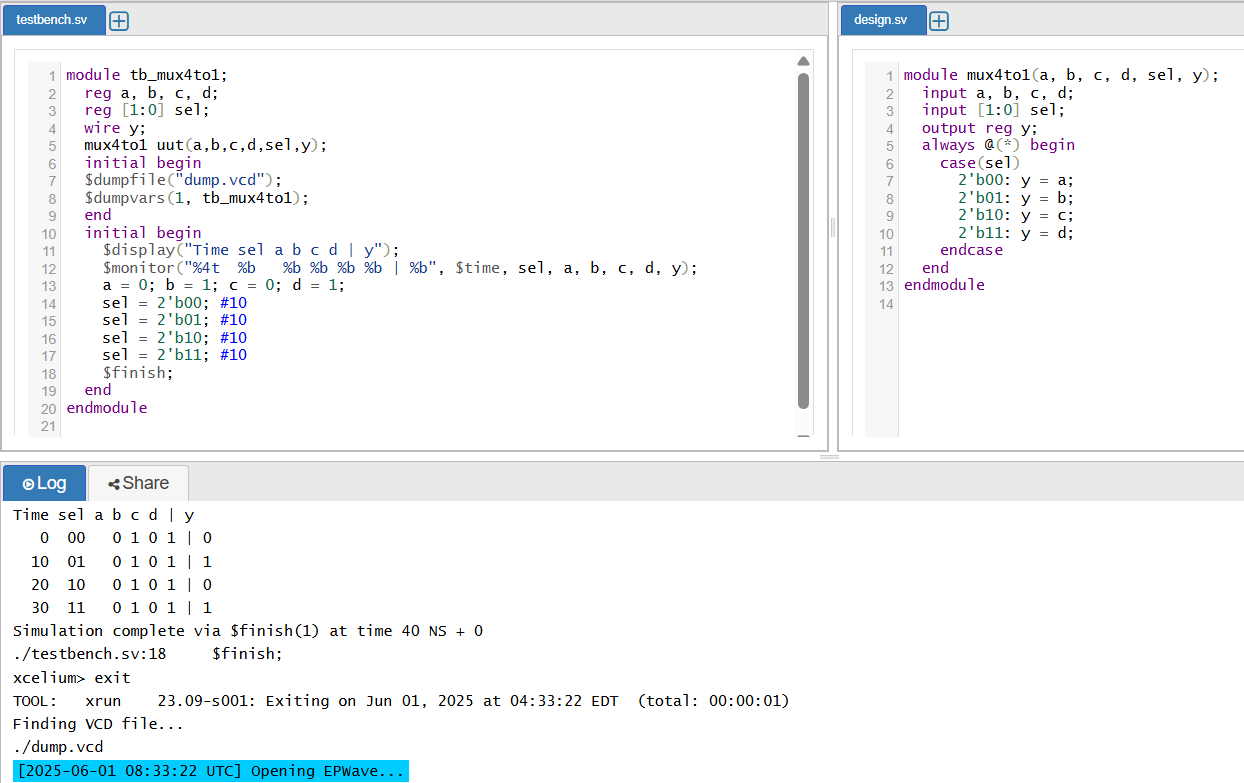 testbench.sv
1 module tb_mux4to1;
2 reg a, b, c, d;
3 reg [1:0] sel;
4 wire y;
5 mux4to1 uut(a,b,c,d,sel,y);
6 initial begin
7 $dumpfile("dump.vcd");
8 $dumpvars(1, tb_mux4to1);
9 end
10 initial begin
11 $display("Time sel a b c d | y");
12 $monitor("%4t  %b   %b %b %b %b | %b", $time, sel, a, b, c, d, y);
13 a = 0; b = 1; c = 0; d = 1;
14 sel = 2'b00; #10
15 sel = 2'b01; #10
16 sel = 2'b10; #10
17 sel = 2'b11; #10
18 $finish;
19 end
20 endmodule
21
design.sv
1 module mux4to1(a, b, c, d, sel, y);
2 input a, b, c, d;
3 input [1:0] sel;
4 output reg y;
5 always @(*) begin
6 case(sel)
7 2'b00: y = a;
8 2'b01: y = b;
9 2'b10: y = c;
10 2'b11: y = d;
11 endcase
12 end
13 endmodule
14
Log Share
Time sel a b c d | y
0  00   0 1 0 1 | 0
10  01   0 1 0 1 | 1
20  10   0 1 0 1 | 0
30  11   0 1 0 1 | 1
Simulation complete via $finish(1) at time 40 NS + 0
./testbench.sv:18     $finish;
xcelium> exit
TOOL:   xrun    23.09-s001: Exiting on Jun 01, 2025 at 04:33:22 EDT  (total: 00:00:01)
Finding VCD file...
./dump.vcd
[2025-06-01 08:33:22 UTC] Opening EPWave...